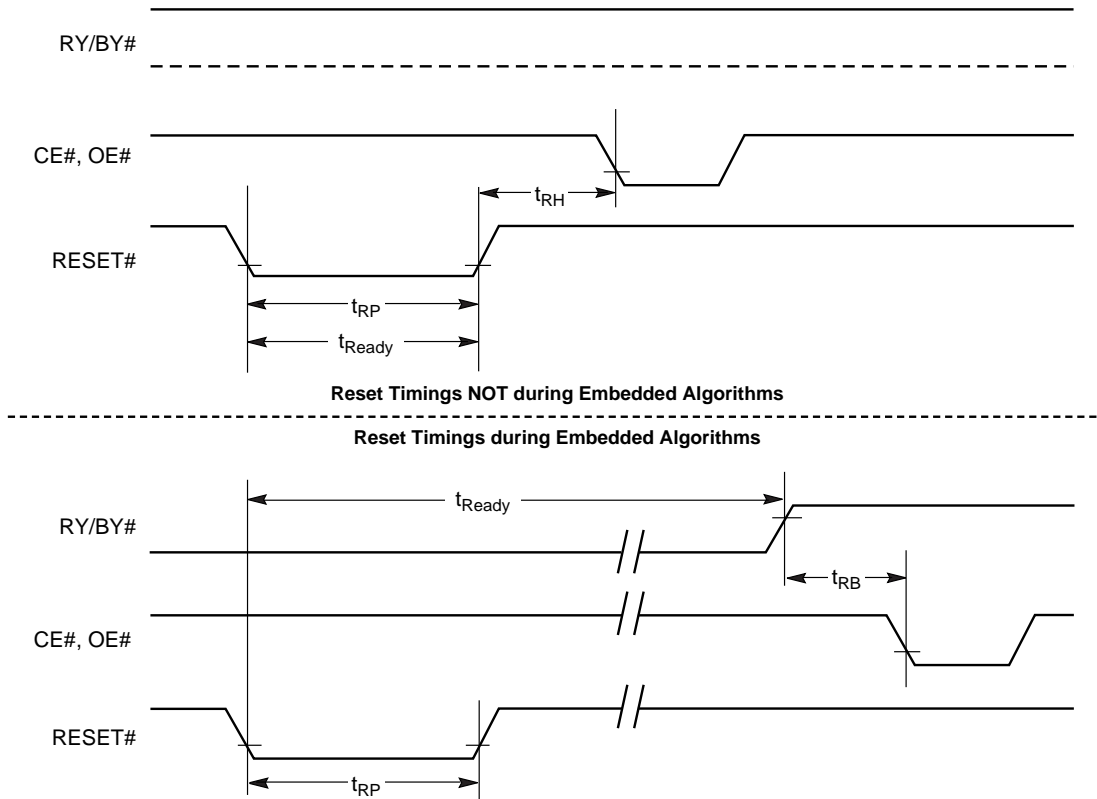 RY/BY#
CE#, OE#
tRH
RESET#
tRP
tReady
Reset Timings NOT during Embedded Algorithms
Reset Timings during Embedded Algorithms
tReady
RY/BY#
tRB
CE#, OE#
RESET#
tRP